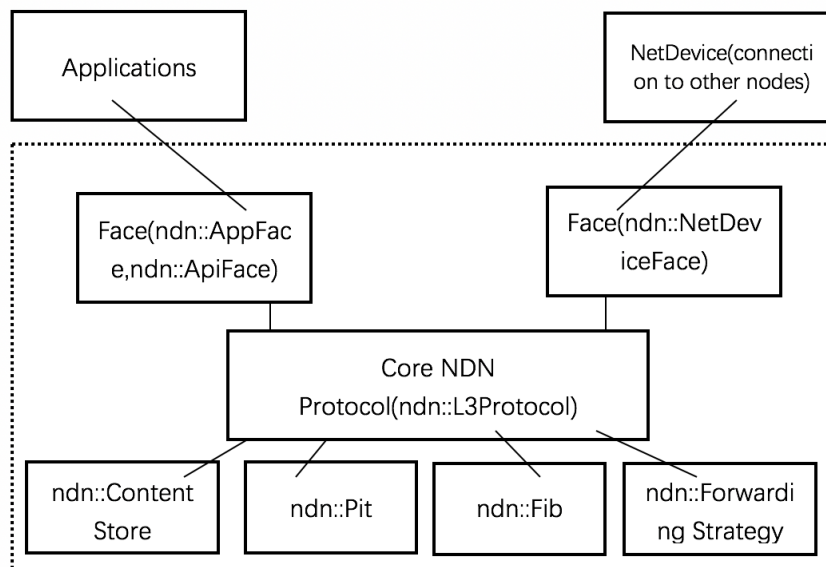 Applications
NetDevice(connecti
on to other nodes)
Face(ndn::AppFac
e,ndn::ApiFace)
Face(ndn::NetDev
iceFace)
Core NDN
Protocol(ndn::L3Protocol)
ndn::Content
Store
ndn::Pit
ndn::Fib
ndn::Forwardi
ng Strategy